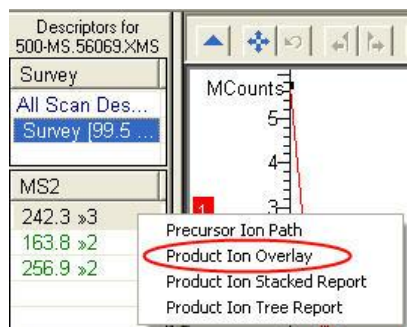 Descriptors for
500-MS.56069.XMS
Survey
All Scan Des...
Survey [99.5 ...
MS2
242.3 »3
163.8 »2
256.9 »2
MCounts
5
4
3
1
Precursor Ion Path
Product Ion Overlay
Product Ion Stacked Report
Product Ion Tree Report